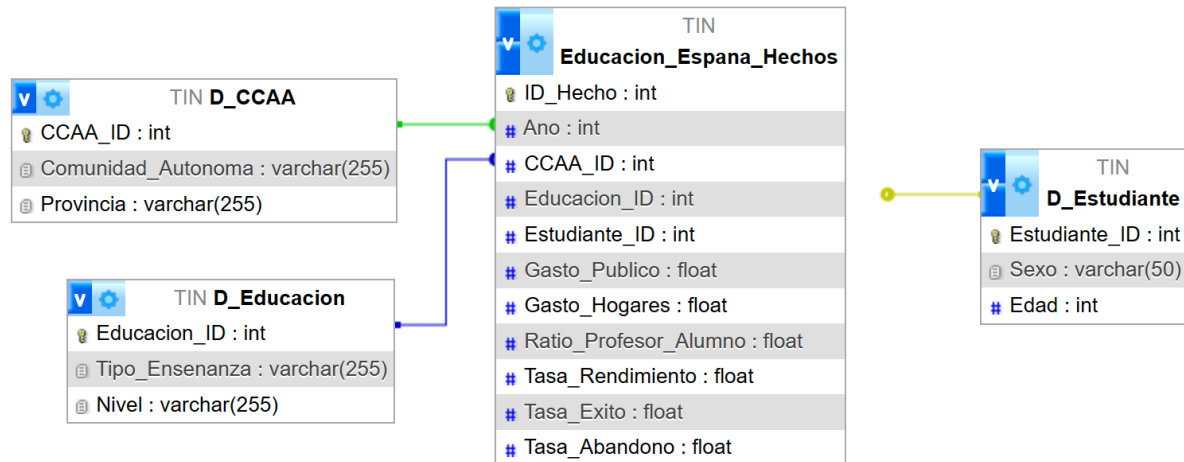 v TIN D_CCAA
CCAA_ID : int
Comunidad_Autonoma : varchar(255)
Provincia : varchar(255)
v TIN D_Educacion
Educacion_ID : int
Tipo_Ensenanza : varchar(255)
Nivel : varchar(255)
v TIN
Educacion_Espana_Hechos
ID_Hecho : int
# Ano : int
# CCAA_ID : int
# Educacion_ID : int
# Estudiante_ID : int
# Gasto_Publico : float
# Gasto_Hogares : float
# Ratio_Profesor_Alumno : float
# Tasa_Rendimiento : float
# Tasa_Exito : float
# Tasa_Abandono : float
v TIN
D_Estudiante
Estudiante_ID : int
Sexo : varchar(50)
# Edad : int